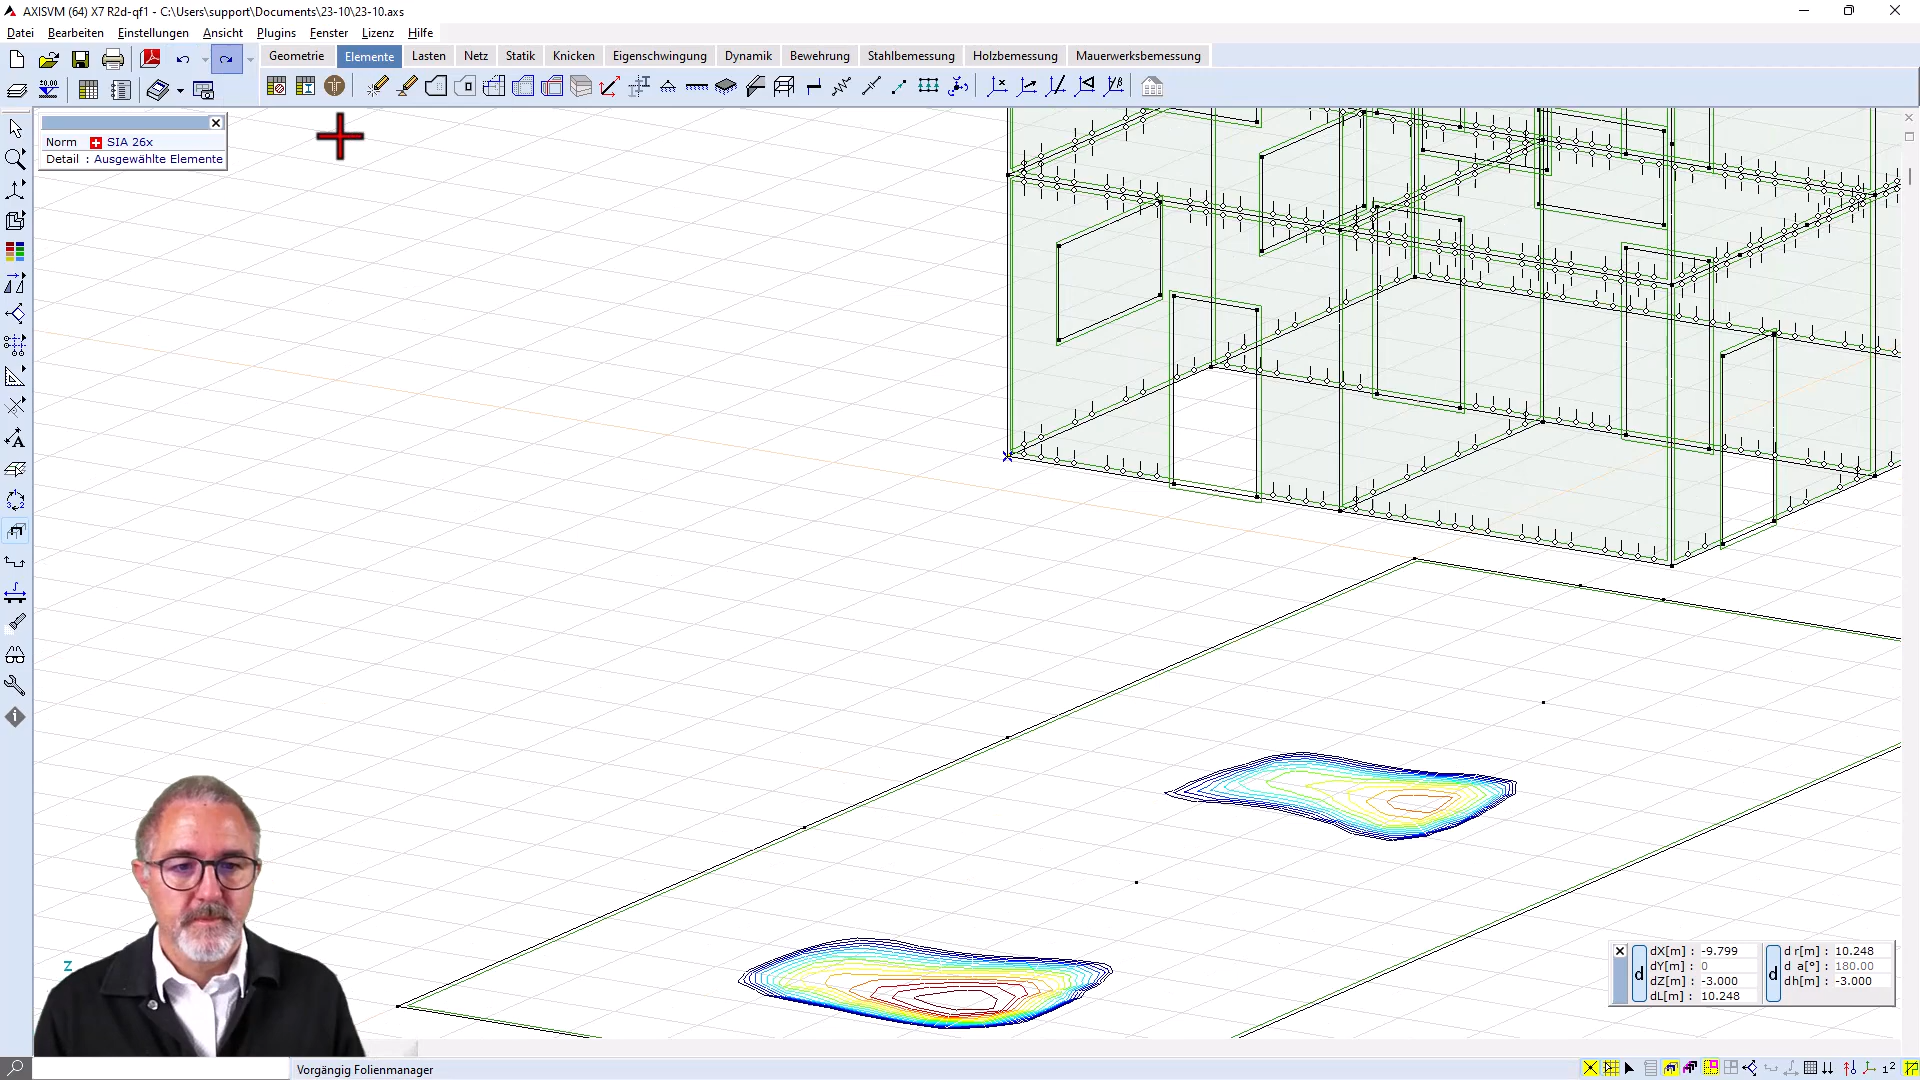 AXISVM (64) X7 R2d-qf1 - C:\Users\support\Documents\23-10\23-10.axs
Datei Bearbeiten Einstellungen Ansicht Plugins Fenster Lizenz Hilfe
Geometrie Elemente Lasten Netz Statik Knicken Eigenschwingung Dynamik Bewehrung Stahlbemessung Holzbemessung Mauerwerksbemessung
Norm SIA 26x
Detail : Ausgewählte Elemente
Z
dX[m] : -9.799
dY[m] : 0
dZ[m] : -3.000
dL[m] : 10.248
d r[m] : 10.248
d a[°] : 180.00
dh[m] : -3.000
d
d
Vorgängig Folienmanager